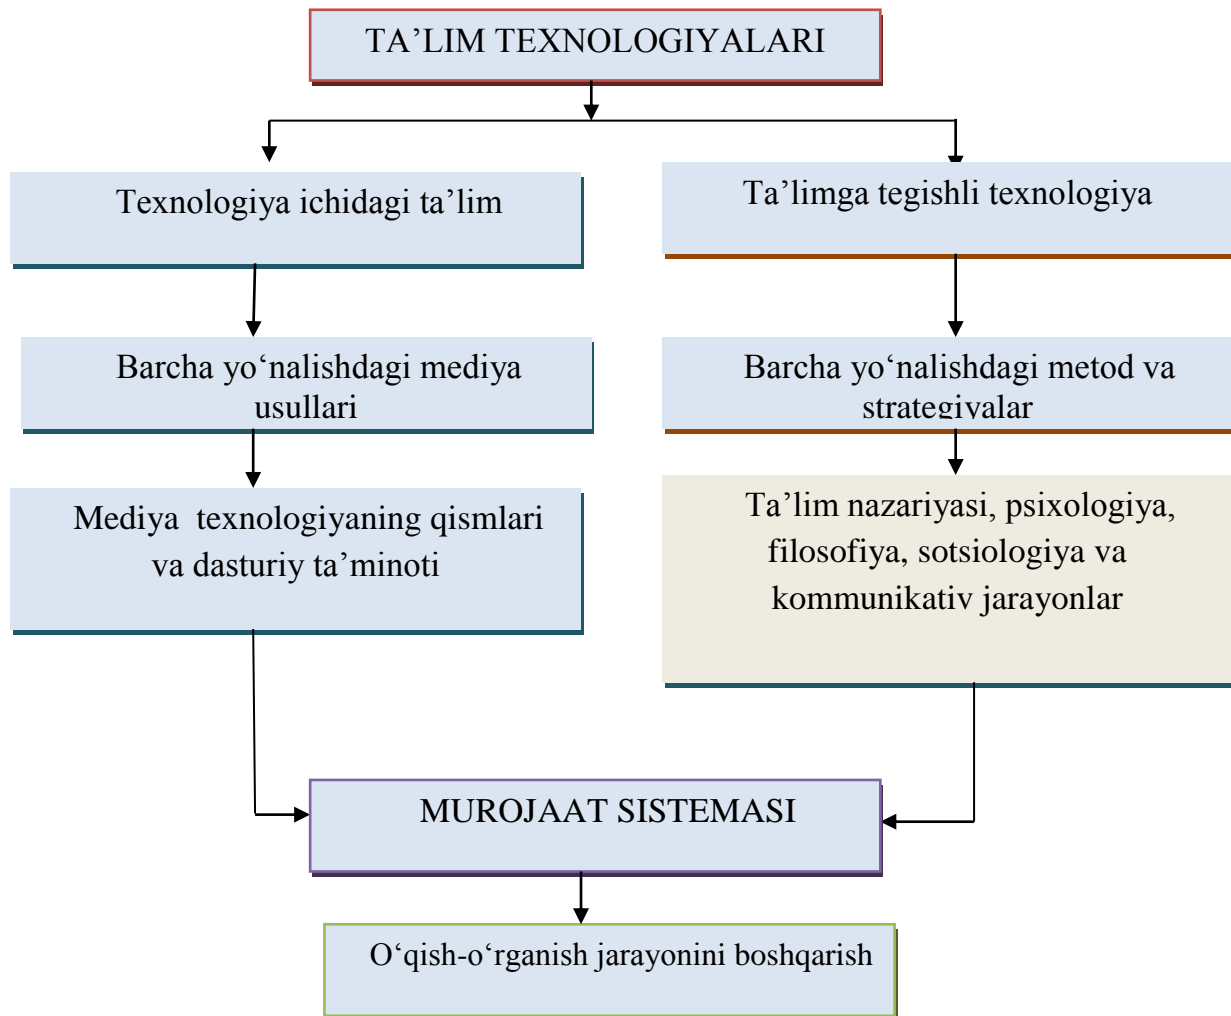 TA’LIM TEXNOLOGIYALARI
Texnologiya ichidagi ta’lim
Ta’limga tegishli texnologiya
Barcha yo‘nalishdagi mediya
usullari
Barcha yo‘nalishdagi metod va
strategiyalar
Mediya texnologiyaning qismlari
va dasturiy ta’minoti
Ta’lim nazariyasi, psixologiya,
filosofiya, sotsiologiya va
kommunikativ jarayonlar
MUROJAAT SISTEMASI
O‘qish-o‘rganish jarayonini boshqarish